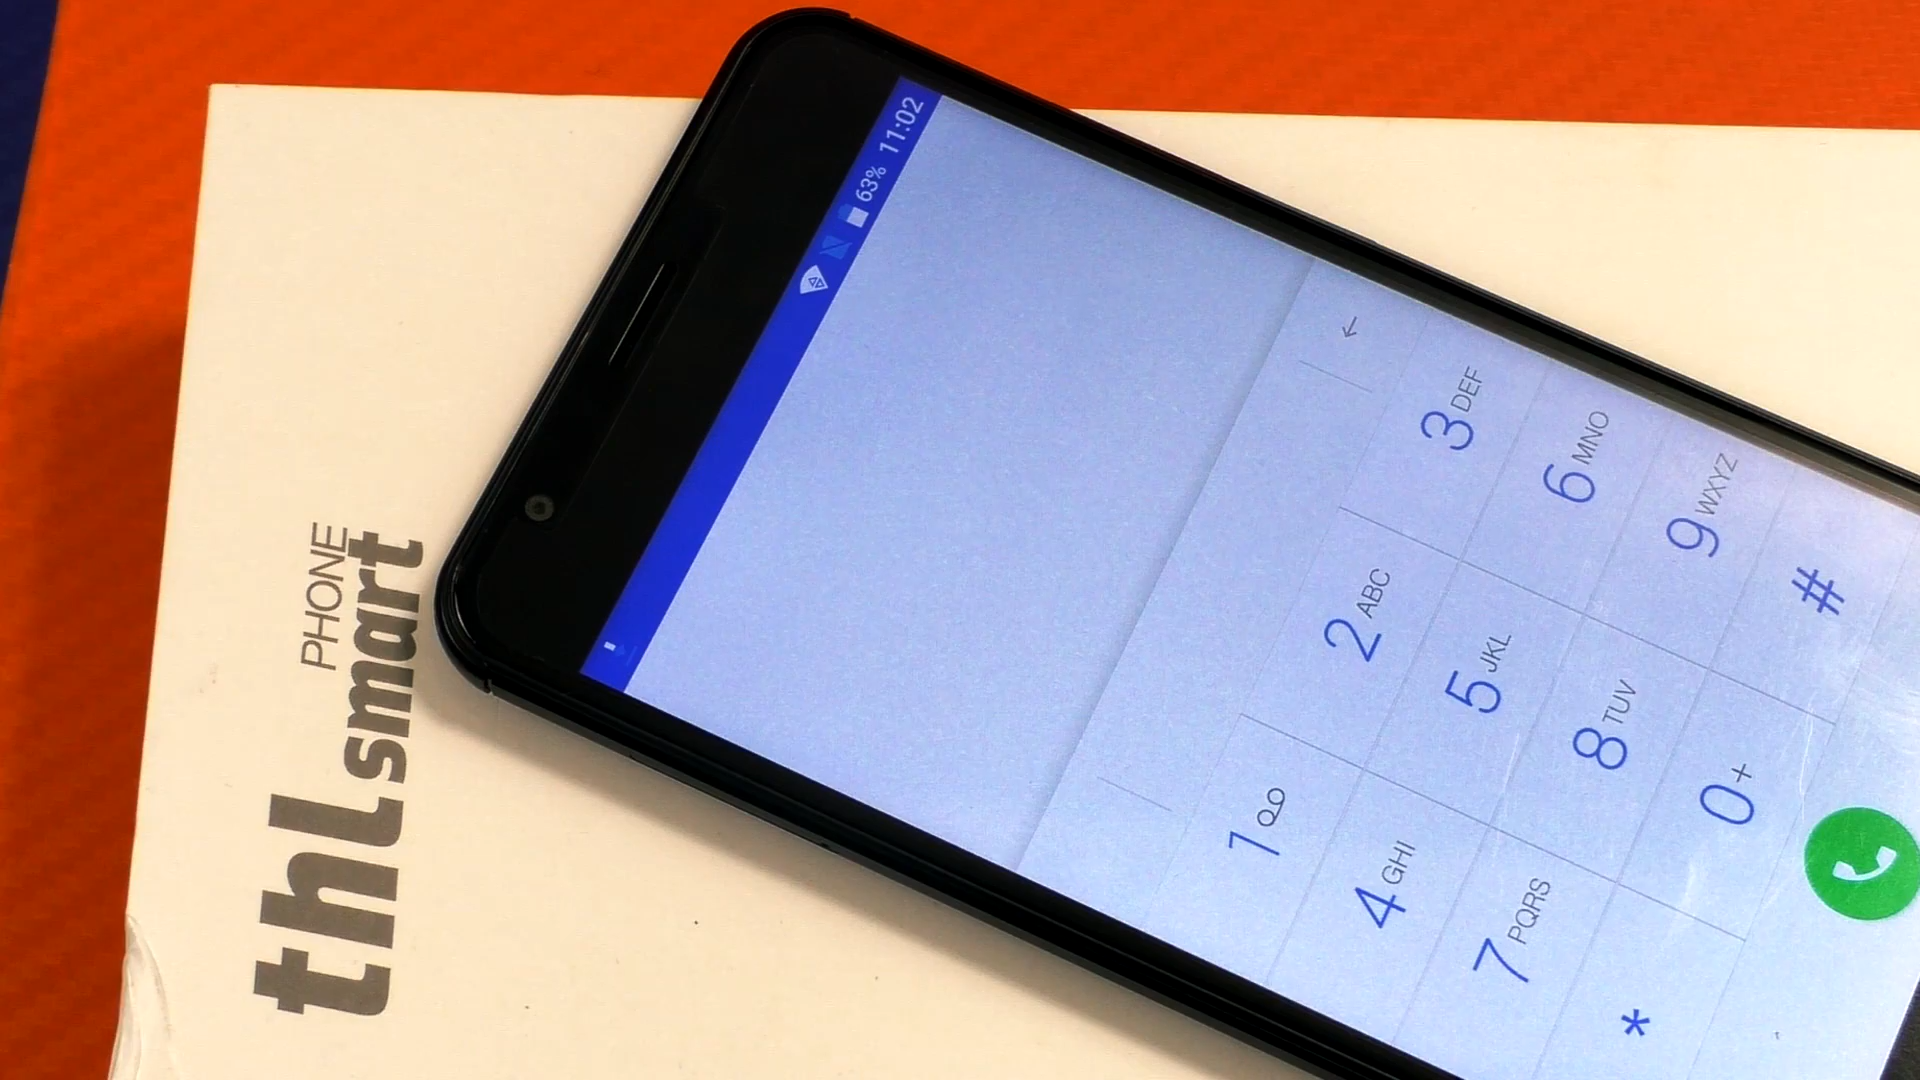 thl smart
PHONE
63% 11:02
1 2 ABC 3 DEF
4 GHI 5 JKL 6 MNO
7 PQRS 8 TUV 9 WXYZ
* 0 + #